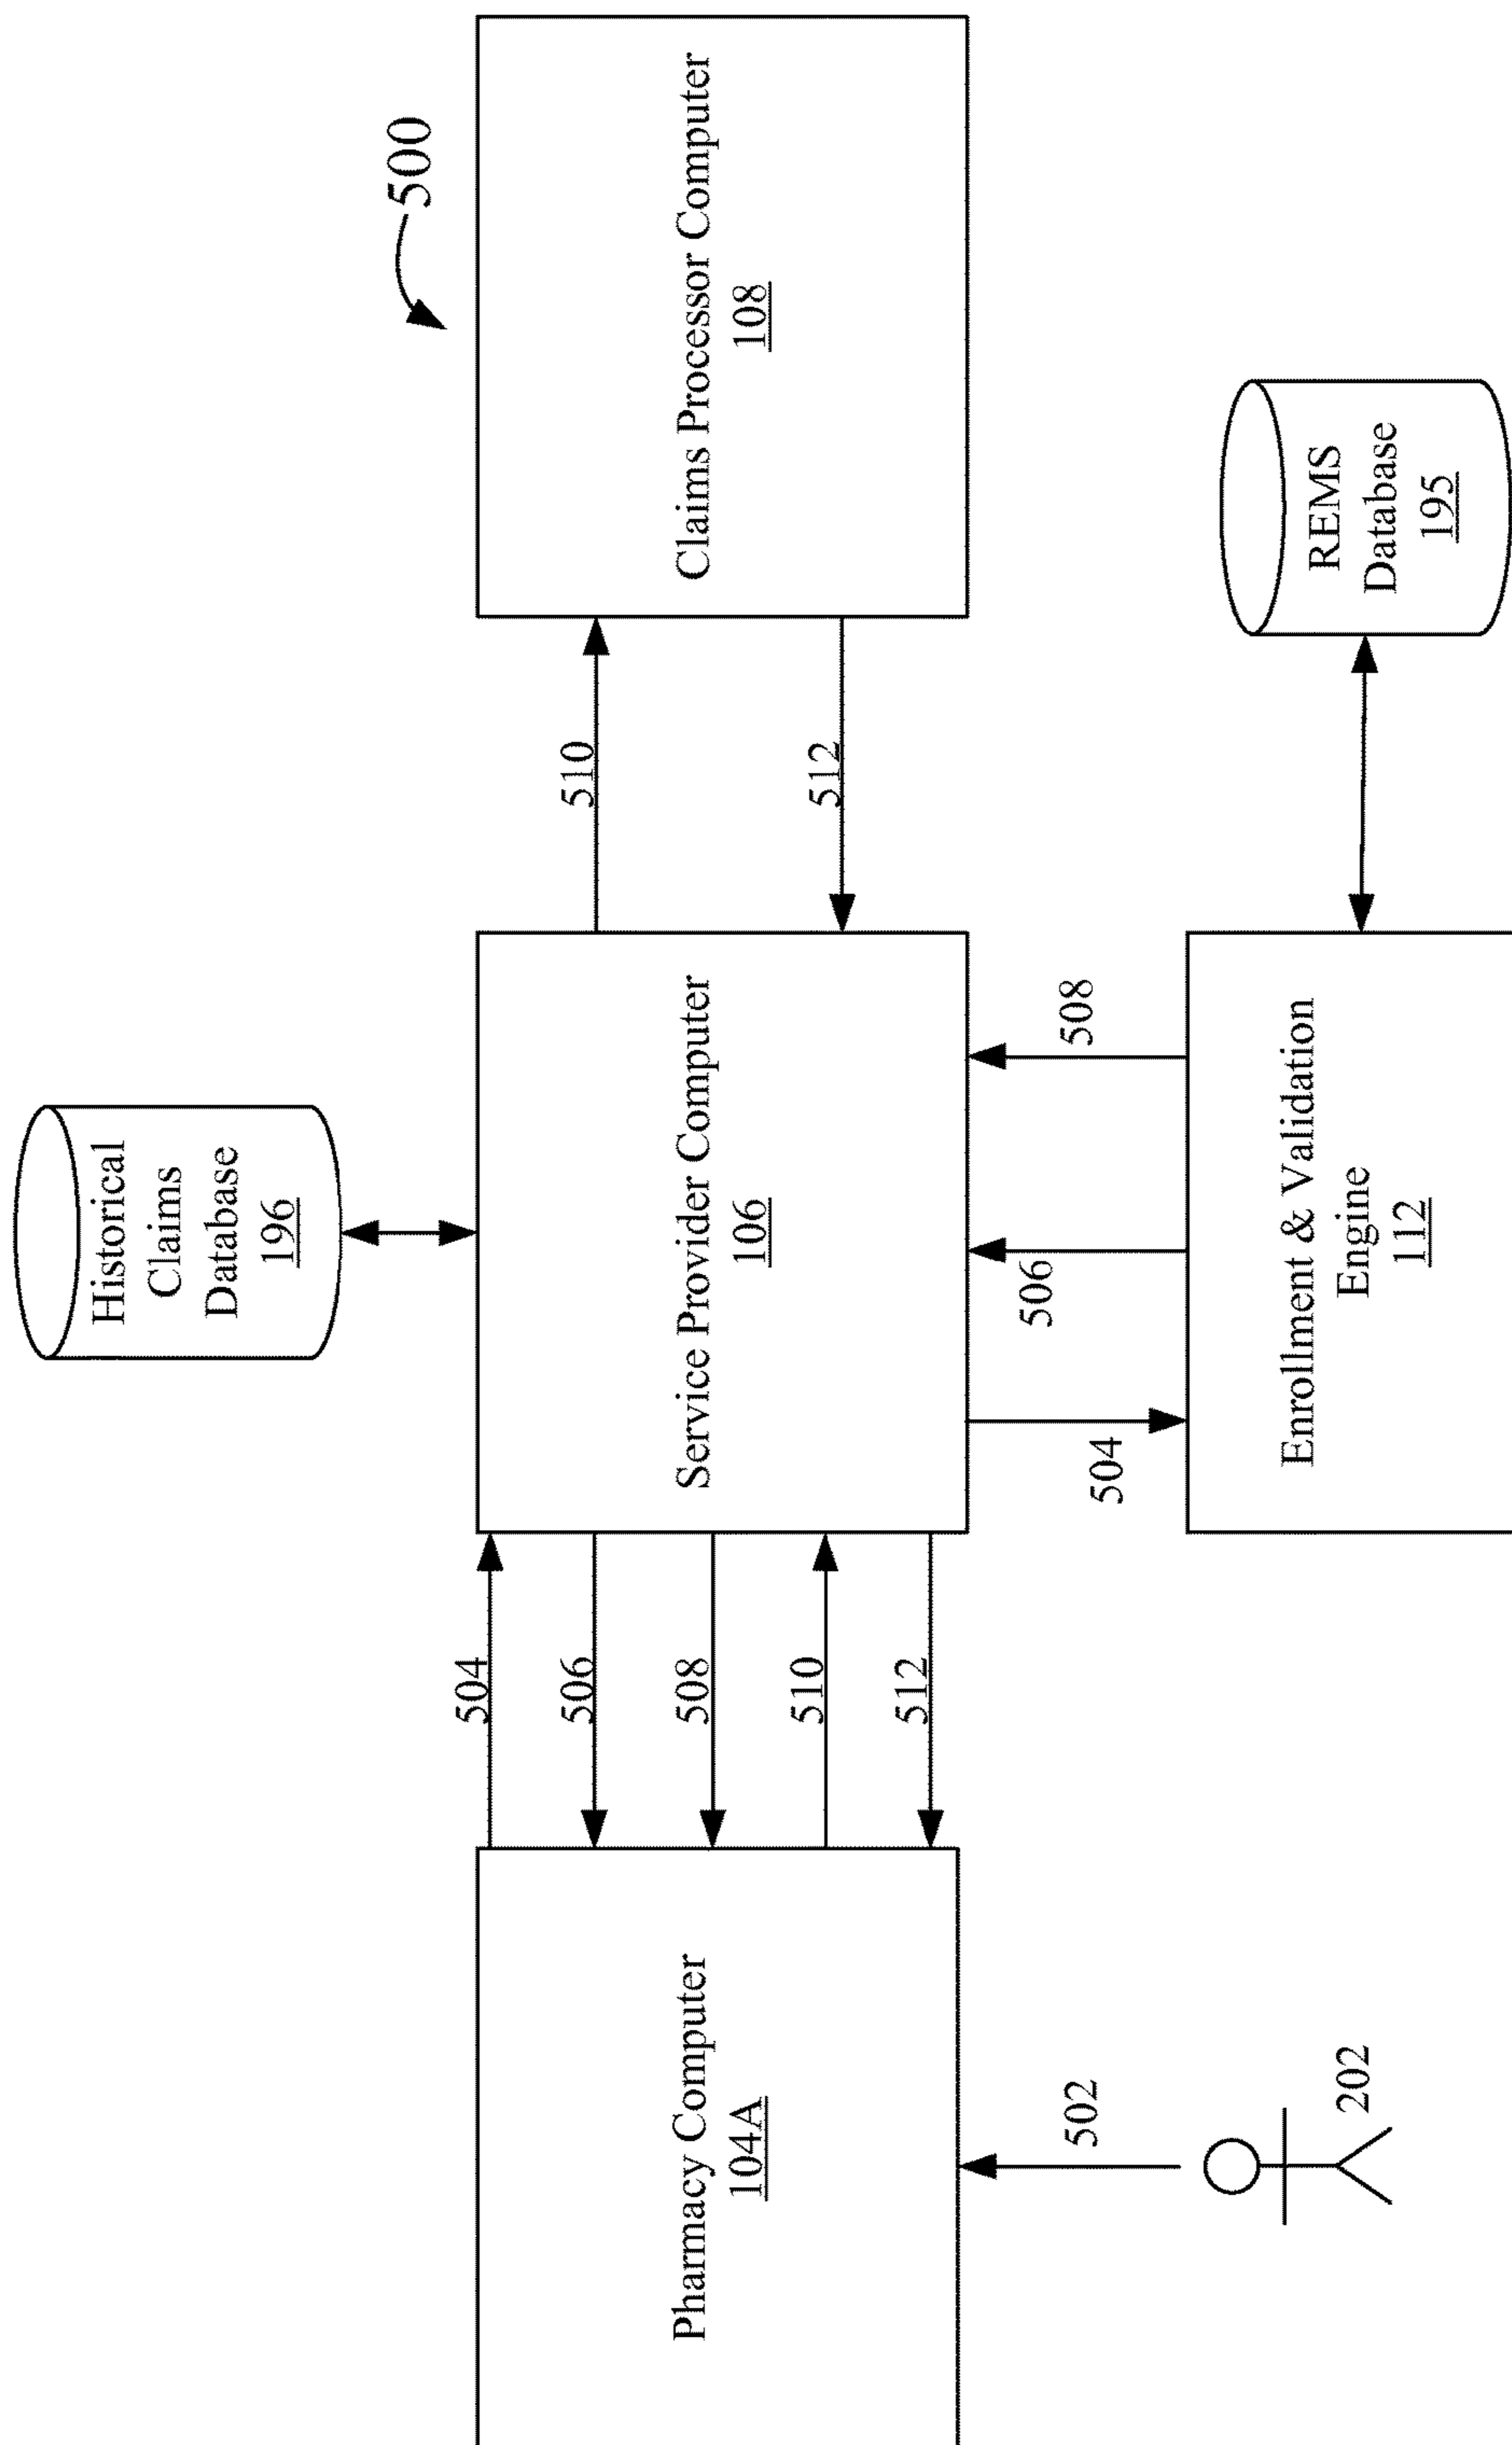 500
Historical
Claims
Database
196
Pharmacy Computer
104A
504
506
508
510
512
Service Provider Computer
106
510
512
Claims Processor Computer
108
502
202
504
506
508
Enrollment & Validation
Engine
112
REMS
Database
195